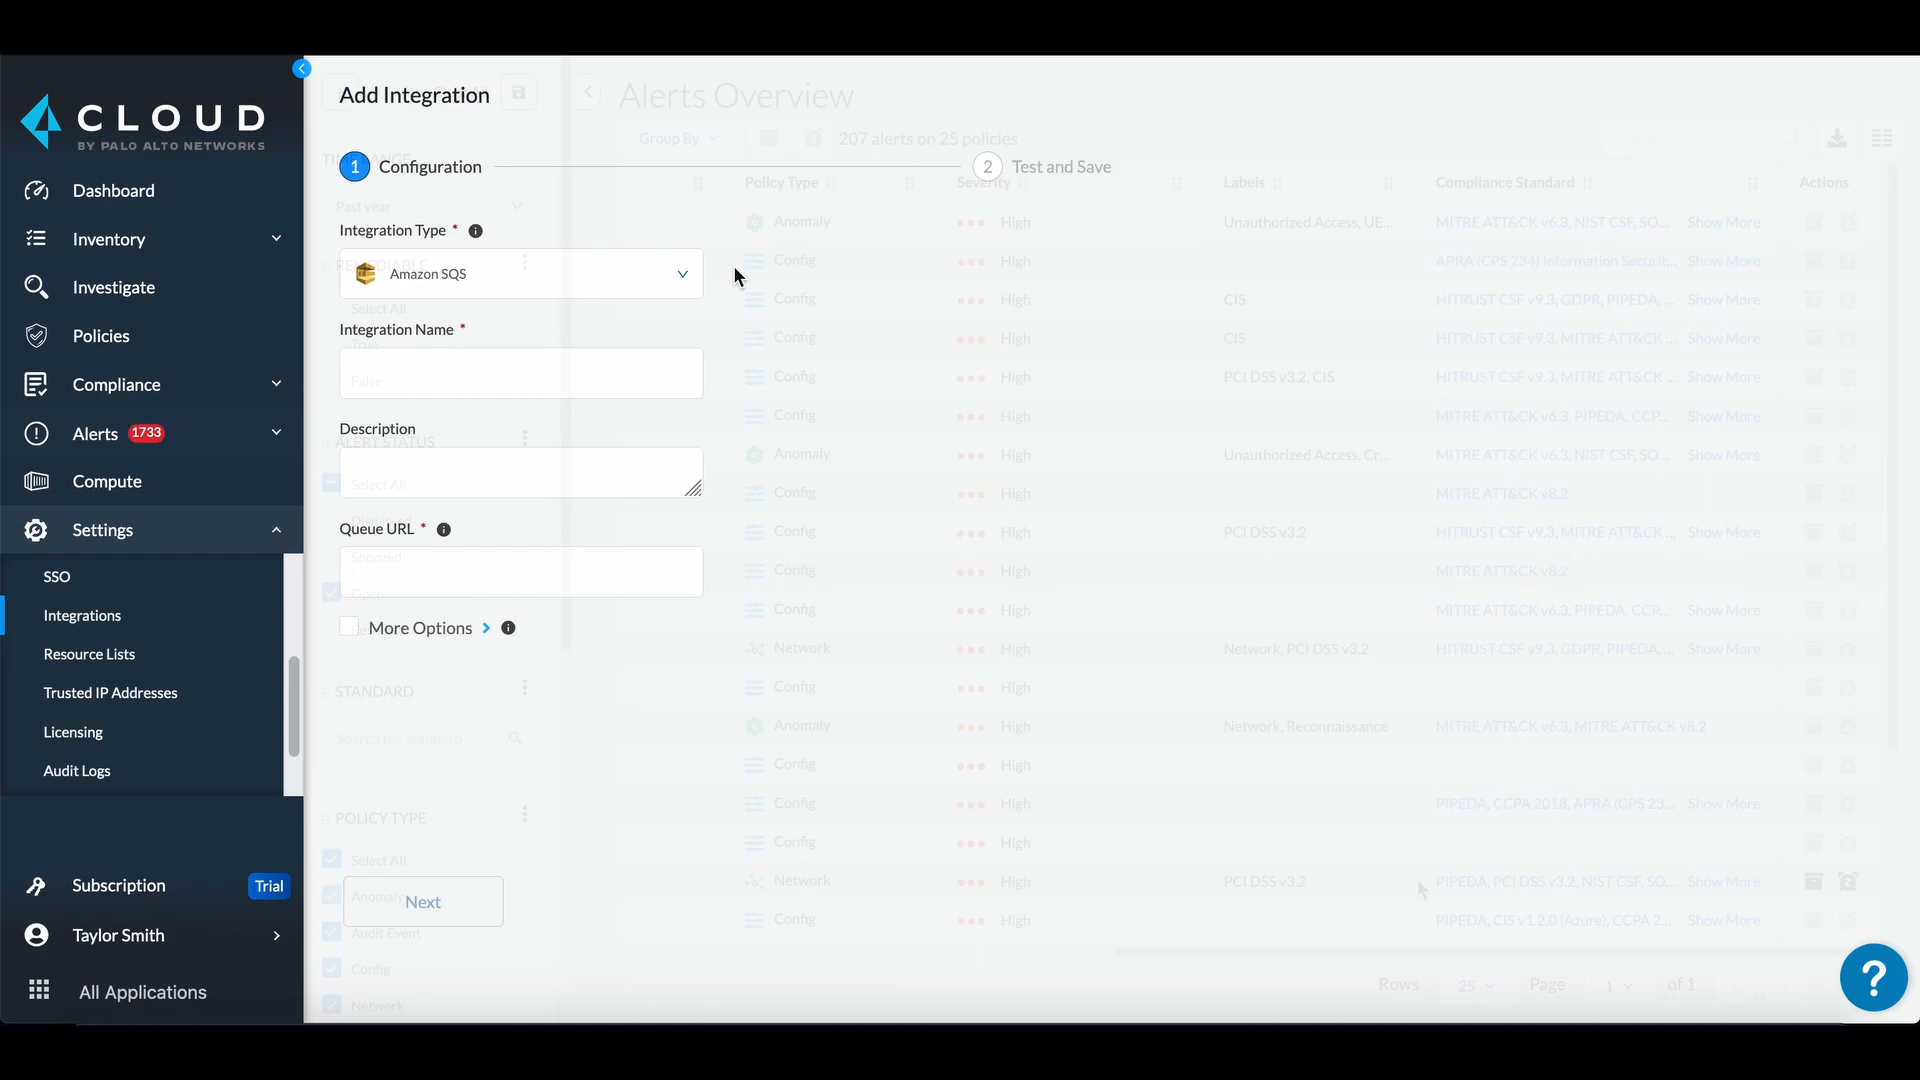 CLOUD
BY PALO ALTO NETWORKS
Dashboard
Inventory
Investigate
Policies
Compliance
Alerts 1733
Compute
Settings
SSO
Integrations
Resource Lists
Trusted IP Addresses
Licensing
Audit Logs
Subscription Trial
Taylor Smith
All Applications
Add Integration
1 Configuration
2 Test and Save
Integration Type *
Amazon SQS
Integration Name *
Description
Queue URL *
More Options
Next
TIME RANGE
Past year
REMEDIABLE
Select All
True
False
ALERT STATUS
Select All
Dismissed
Snoozed
Open
STANDARD
Search for Standard
POLICY TYPE
Select All
Anomaly
Audit Event
Config
Network
Alerts Overview
Group By 207 alerts on 25 policies
Policy Type Severity Labels Compliance Standard Actions
Anomaly High Unauthorized Access, UE... MITRE ATT&CK v6.3, NIST CSF, SO... Show More
Config High APRA (CPS 234) Information Securit... Show More
Config High CIS HITRUST CSF v9.3, GDPR, PIPEDA, ... Show More
Config High CIS HITRUST CSF v9.3, MITRE ATT&CK ... Show More
Config High PCI DSS v3.2, CIS HITRUST CSF v9.3, MITRE ATT&CK ... Show More
Config High MITRE ATT&CK v6.3, PIPEDA, CCP... Show More
Anomaly High Unauthorized Access, Cr... MITRE ATT&CK v6.3, NIST CSF, SO... Show More
Config High MITRE ATT&CK v8.2
Config High PCI DSS v3.2 HITRUST CSF v9.3, MITRE ATT&CK ... Show More
Config High MITRE ATT&CK v8.2
Config High MITRE ATT&CK v6.3, PIPEDA, CCP... Show More
Network High Network, PCI DSS v3.2 HITRUST CSF v9.3, GDPR, PIPEDA, ... Show More
Config High
Anomaly High Network, Reconnaissance MITRE ATT&CK v6.3, MITRE ATT&CK v8.2
Config High
Config High PIPEDA, CCPA 2018, APRA (CPS 23... Show More
Config High
Network High PCI DSS v3.2 PIPEDA, PCI DSS v3.2, NIST CSF, SO... Show More
Config High PIPEDA, CIS v1.2.0 (Azure), CCPA 2... Show More
Rows 25 Page 1 of 1
?